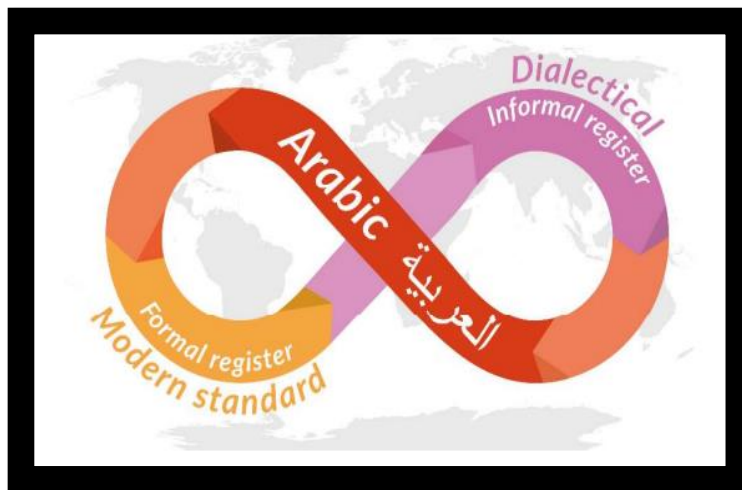 Dialectical
Informal register
Arabic العربية
Formal register
Modern standard